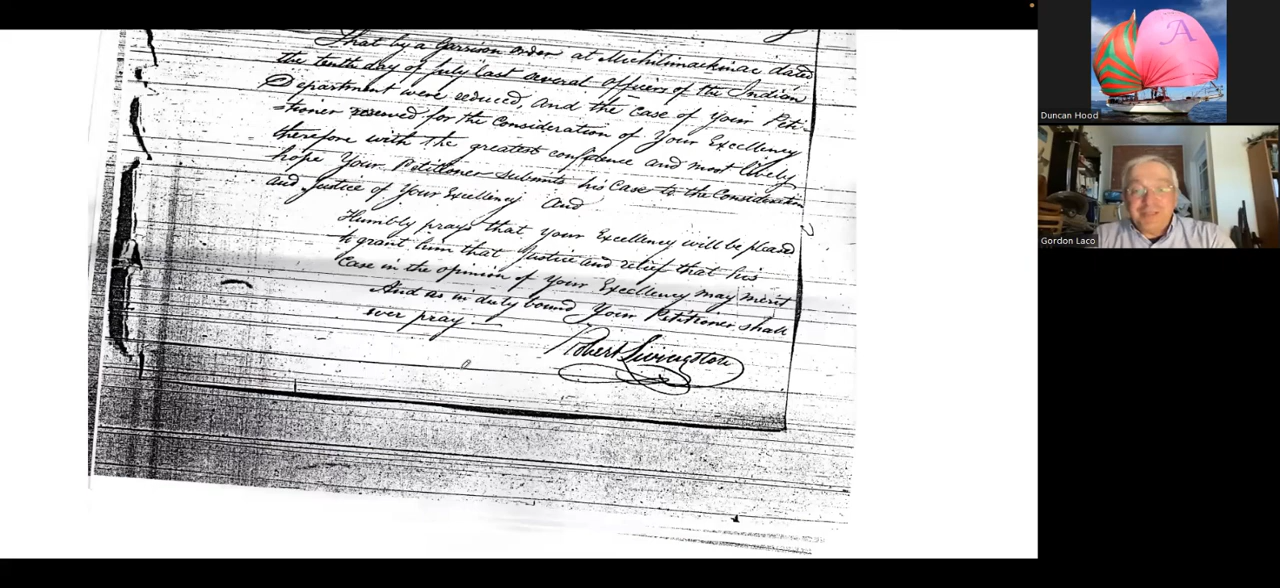 That by a Garrison Order at Michilimackinac dated
the tenth day of July last several Officers of the Indian
Department were reduced, and the Case of Your Peti-
tioner reserved for the Consideration of Your Excellency
therefore with the greatest confidence and most lively
hope Your Petitioner Submits his Case to the Consideration
and Justice of Your Excellency And
Humbly prays that your Excellency will be pleased
to grant him that Justice and relief that his
Case in the opinion of Your Excellency may merit
And as in duty bound Your Petitioner shall
ever pray —
Robert Livingston
A
Duncan Hood
Gordon Laco